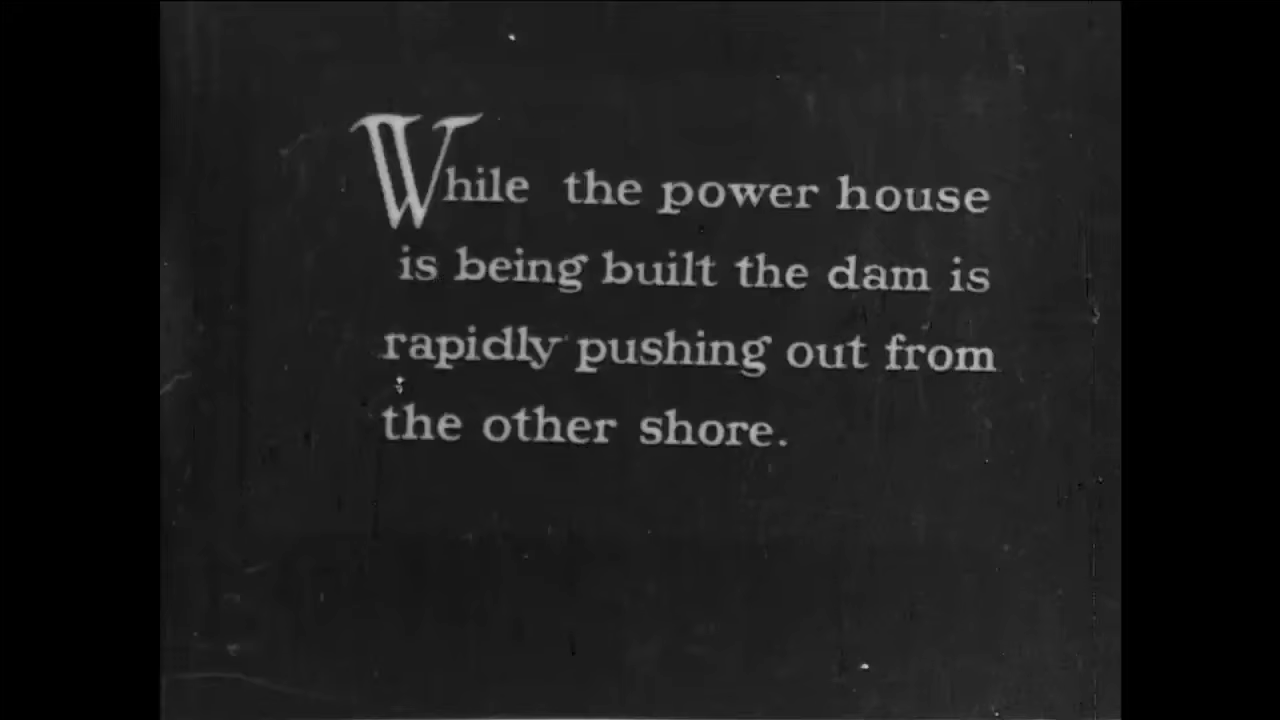 While the power house
is being built the dam is
rapidly pushing out from
the other shore.